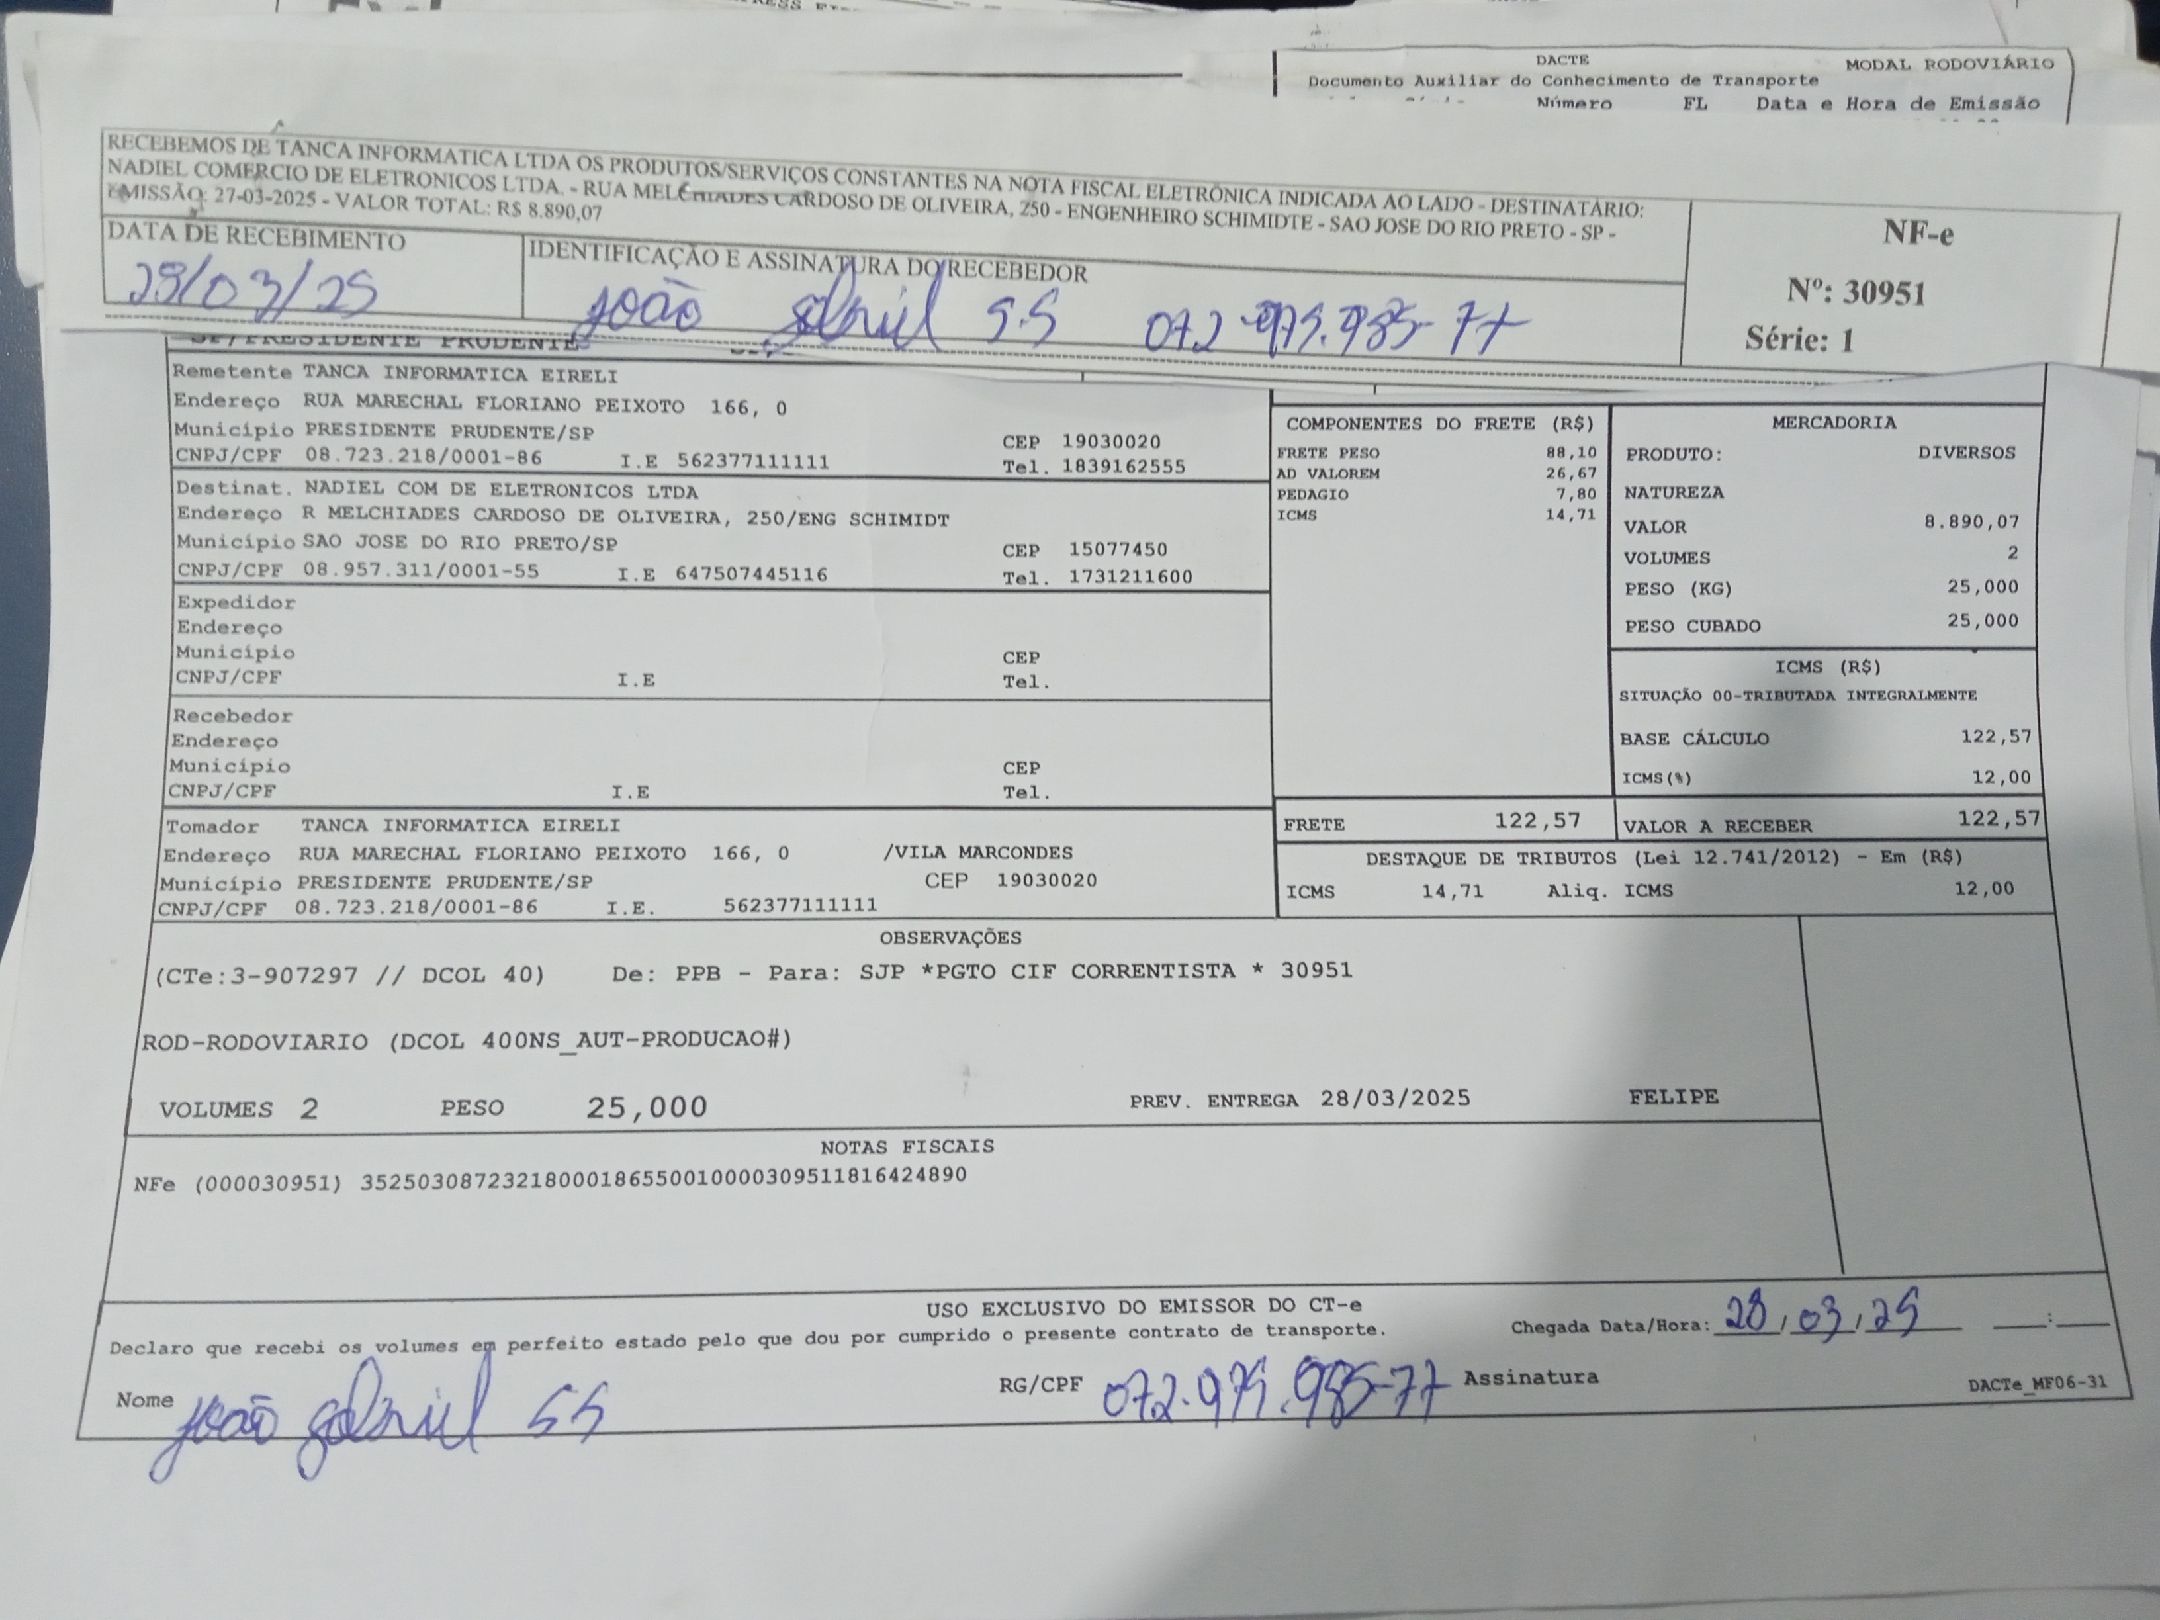 DACTE
MODAL RODOVIÁRIO
Documento Auxiliar do Conhecimento de Transporte
Número FL Data e Hora de Emissão
RECEBEMOS DE TANCA INFORMATICA LTDA OS PRODUTOS/SERVIÇOS CONSTANTES NA NOTA FISCAL ELETRÔNICA INDICADA AO LADO - DESTINATÁRIO:
NADIEL COMERCIO DE ELETRONICOS LTDA. - RUA MELCHIADES CARDOSO DE OLIVEIRA, 250 - ENGENHEIRO SCHIMIDTE - SAO JOSE DO RIO PRETO - SP -
EMISSÃO: 27-03-2025 - VALOR TOTAL: R$ 8.890,07
NF-e
Nº: 30951
Série: 1
DATA DE RECEBIMENTO
IDENTIFICAÇÃO E ASSINATURA DO RECEBEDOR
28/03/25
João Gabriel S.S
SP/PRESIDENTE PRUDENTE
Remetente TANCA INFORMATICA EIRELI
Endereço RUA MARECHAL FLORIANO PEIXOTO 166, 0
Município PRESIDENTE PRUDENTE/SP CEP 19030020
CNPJ/CPF 08.723.218/0001-86 I.E 562377111111 Tel. 1839162555
Destinat. NADIEL COM DE ELETRONICOS LTDA
Endereço R MELCHIADES CARDOSO DE OLIVEIRA, 250/ENG SCHIMIDT
Município SAO JOSE DO RIO PRETO/SP CEP 15077450
CNPJ/CPF 08.957.311/0001-55 I.E 647507445116 Tel. 1731211600
Expedidor
Endereço
Município CEP
CNPJ/CPF I.E Tel.
Recebedor
Endereço
Município CEP
CNPJ/CPF I.E Tel.
Tomador TANCA INFORMATICA EIRELI
Endereço RUA MARECHAL FLORIANO PEIXOTO 166, 0 /VILA MARCONDES
Município PRESIDENTE PRUDENTE/SP CEP 19030020
CNPJ/CPF 08.723.218/0001-86 I.E. 562377111111
COMPONENTES DO FRETE (R$)
FRETE PESO 88,10
AD VALOREM 26,67
PEDAGIO 7,80
ICMS 14,71
MERCADORIA
PRODUTO: DIVERSOS
NATUREZA
VALOR 8.890,07
VOLUMES 2
PESO (KG) 25,000
PESO CUBADO 25,000
ICMS (R$)
SITUAÇÃO 00-TRIBUTADA INTEGRALMENTE
BASE CÁLCULO 122,57
ICMS(%) 12,00
FRETE 122,57
VALOR A RECEBER 122,57
DESTAQUE DE TRIBUTOS (Lei 12.741/2012) - Em (R$)
ICMS 14,71 Aliq. ICMS 12,00
OBSERVAÇÕES
(CTe:3-907297 // DCOL 40) De: PPB - Para: SJP *PGTO CIF CORRENTISTA * 30951
ROD-RODOVIARIO (DCOL 400NS_AUT-PRODUCAO#)
VOLUMES 2 PESO 25,000 PREV. ENTREGA 28/03/2025 FELIPE
NOTAS FISCAIS
NFe (000030951) 35250308723218000186550010000309511816424890
USO EXCLUSIVO DO EMISSOR DO CT-e
Declaro que recebi os volumes em perfeito estado pelo que dou por cumprido o presente contrato de transporte.
Chegada Data/Hora: 28/03/25 __:__
Nome João Gabriel SS RG/CPF Assinatura
DACTe_MF06-31